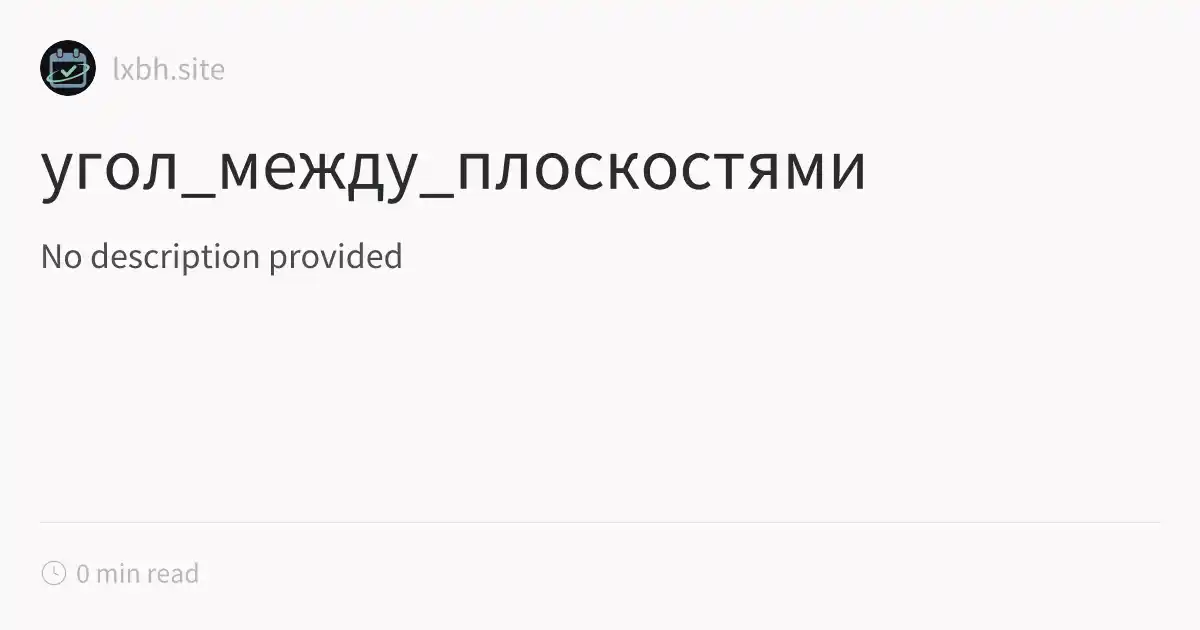 lxbh.site
угол_между_плоскостями
No description provided
0 min read